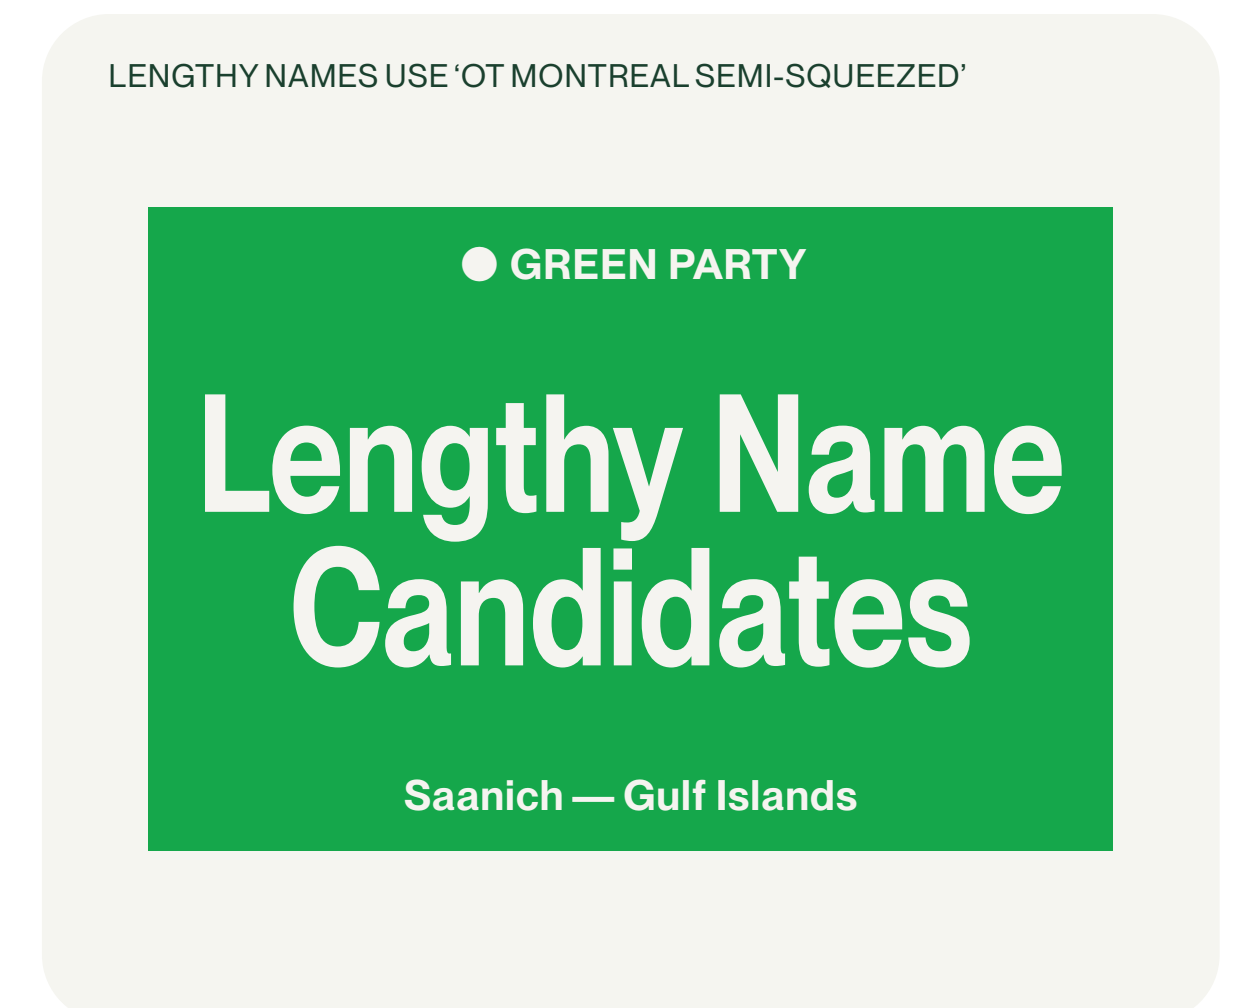 LENGTHY NAMES USE ‘OT MONTREAL SEMI-SQUEEZED’
GREEN PARTY
Lengthy Name
Candidates
Saanich — Gulf Islands